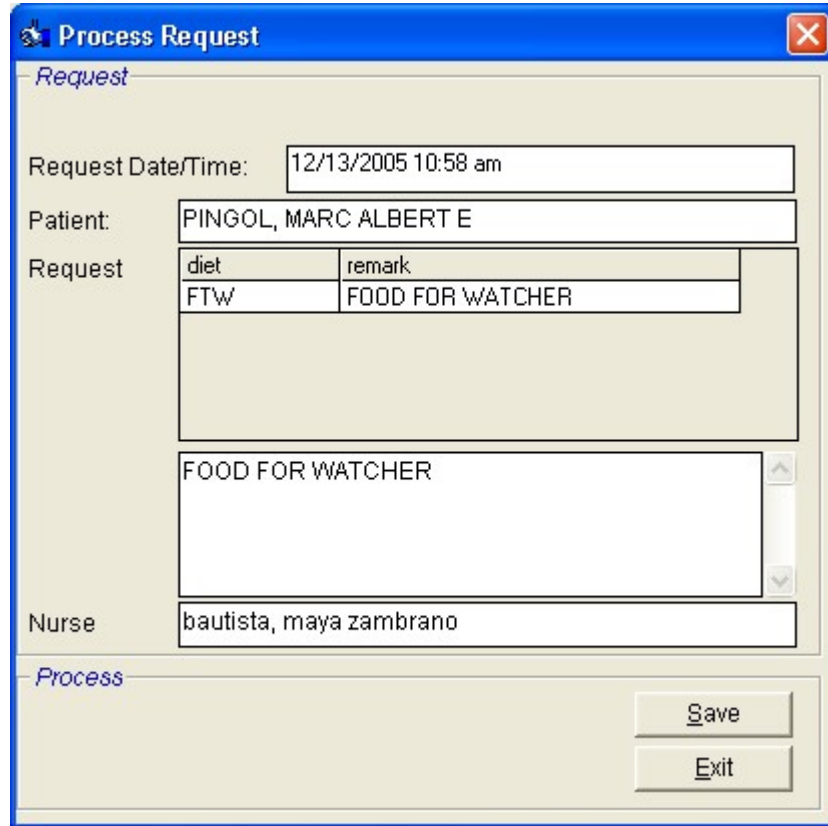 Process Request
Request
Request Date/Time: 12/13/2005 10:58 am
Patient: PINGOL, MARC ALBERT E
Request diet remark
FTW FOOD FOR WATCHER
FOOD FOR WATCHER
Nurse bautista, maya zambrano
Process
Save
Exit